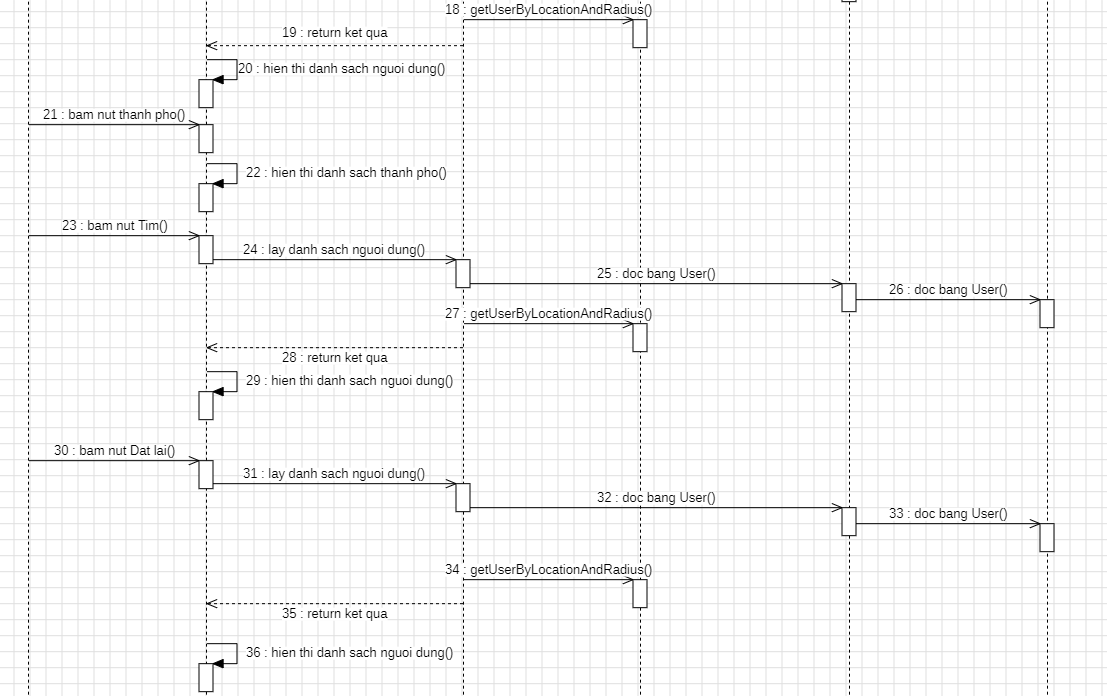 18 : getUserByLocationAndRadius()
19 : return ket qua
20 : hien thi danh sach nguoi dung()
21 : bam nut thanh pho()
22 : hien thi danh sach thanh pho()
23 : bam nut Tim()
24 : lay danh sach nguoi dung()
25 : doc bang User()
26 : doc bang User()
27 : getUserByLocationAndRadius()
28 : return ket qua
29 : hien thi danh sach nguoi dung()
30 : bam nut Dat lai()
31 : lay danh sach nguoi dung()
32 : doc bang User()
33 : doc bang User()
34 : getUserByLocationAndRadius()
35 : return ket qua
36 : hien thi danh sach nguoi dung()